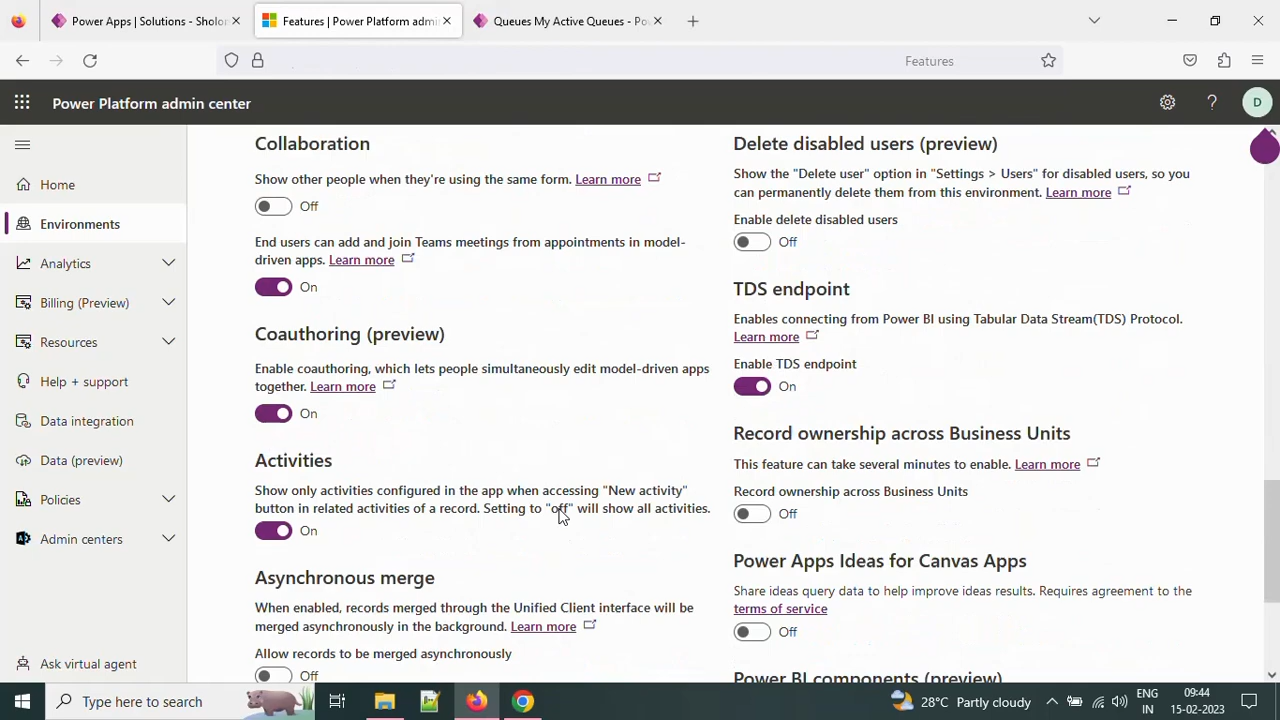 Power Apps | Solutions - Sholon
Features | Power Platform admin
Queues My Active Queues - Po
Features
Power Platform admin center
D
Home
Environments
Analytics
Billing (Preview)
Resources
Help + support
Data integration
Data (preview)
Policies
Admin centers
Ask virtual agent
Collaboration
Show other people when they're using the same form. Learn more
Off
End users can add and join Teams meetings from appointments in model-
driven apps. Learn more
On
Coauthoring (preview)
Enable coauthoring, which lets people simultaneously edit model-driven apps
together. Learn more
On
Activities
Show only activities configured in the app when accessing "New activity"
button in related activities of a record. Setting to "off" will show all activities.
On
Asynchronous merge
When enabled, records merged through the Unified Client interface will be
merged asynchronously in the background. Learn more
Allow records to be merged asynchronously
Off
Delete disabled users (preview)
Show the "Delete user" option in "Settings > Users" for disabled users, so you
can permanently delete them from this environment. Learn more
Enable delete disabled users
Off
TDS endpoint
Enables connecting from Power BI using Tabular Data Stream(TDS) Protocol.
Learn more
Enable TDS endpoint
On
Record ownership across Business Units
This feature can take several minutes to enable. Learn more
Record ownership across Business Units
Off
Power Apps Ideas for Canvas Apps
Share ideas query data to help improve ideas results. Requires agreement to the
terms of service
Off
Power BI components (preview)
Type here to search
28°C Partly cloudy
ENG
IN
09:44
15-02-2023